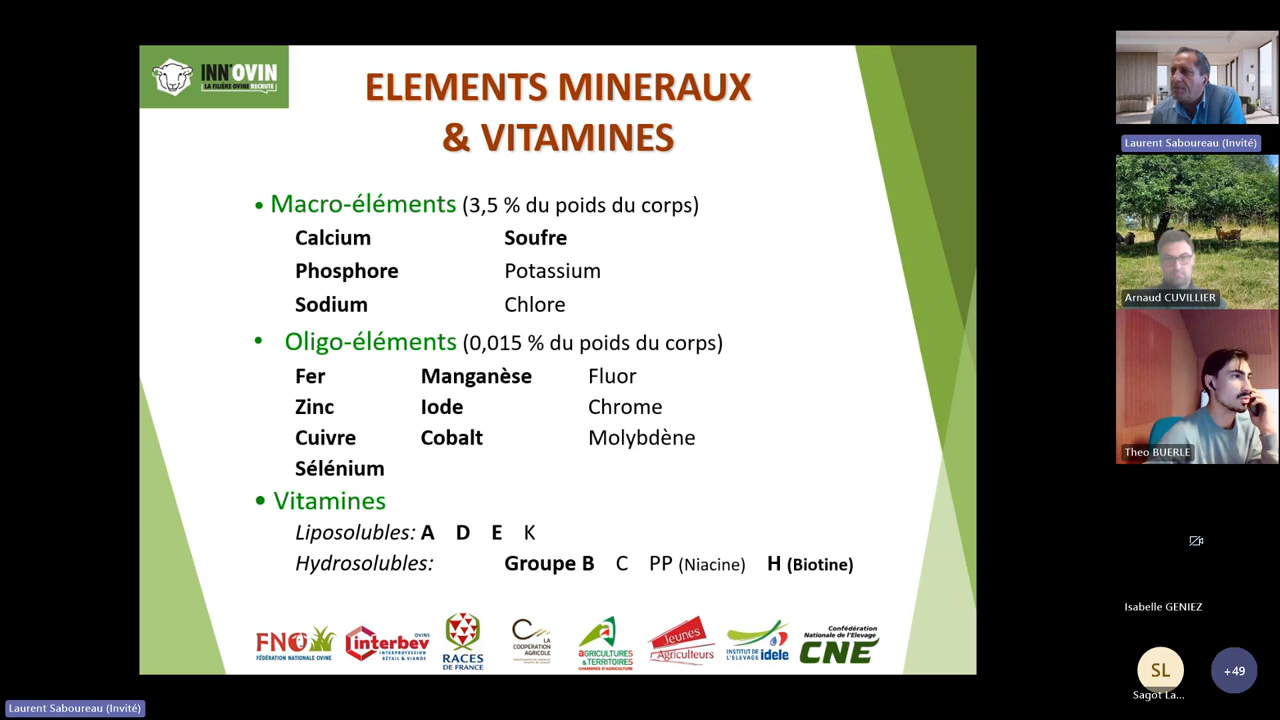 INN'OVIN
LA FILIÈRE OVINE RECRUTE
ELEMENTS MINERAUX
& VITAMINES
• Macro-éléments (3,5 % du poids du corps)
Calcium Soufre
Phosphore Potassium
Sodium Chlore
• Oligo-éléments (0,015 % du poids du corps)
Fer Manganèse Fluor
Zinc Iode Chrome
Cuivre Cobalt Molybdène
Sélénium
• Vitamines
Liposolubles: A D E K
Hydrosolubles: Groupe B C PP (Niacine) H (Biotine)
FNO
FÉDÉRATION NATIONALE OVINE
interbev
OVINS
INTERPROFESSION
BÉTAIL & VIANDE
RACES
DE FRANCE
LA
COOPÉRATION
AGRICOLE
AGRICULTURES
& TERRITOIRES
CHAMBRES D'AGRICULTURE
Jeunes
Agriculteurs
INSTITUT DE L'ELEVAGE idele
Confédération
Nationale de l'Elevage
CNE
Laurent Saboureau (Invité)
Arnaud CUVILLIER
Theo BUERLE
Isabelle GENIEZ
SL
Sagot La...
+49
Laurent Saboureau (Invité)